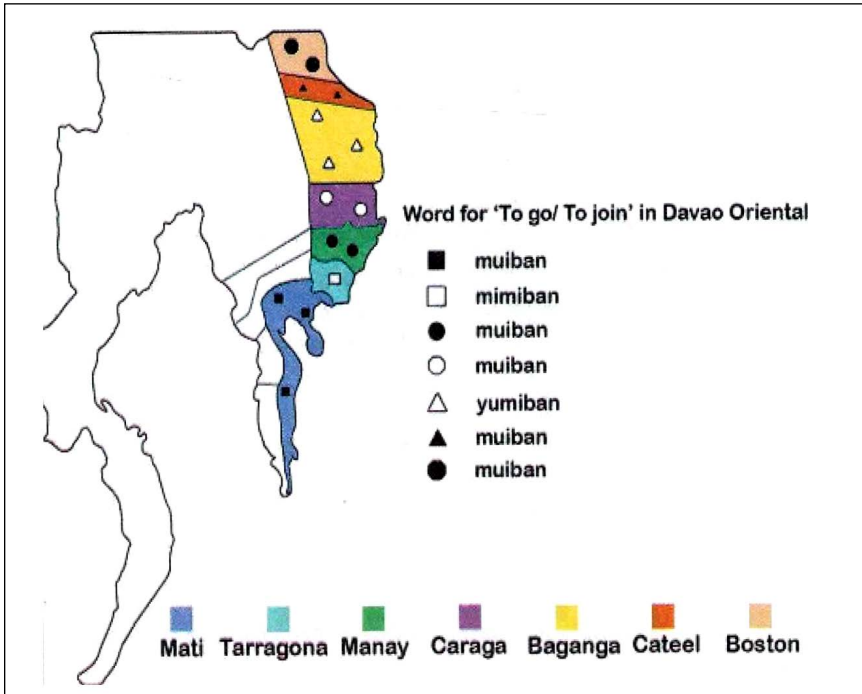 Word for 'To go/ To join' in Davao Oriental
muiban
mimiban
muiban
muiban
yumiban
muiban
muiban
Mati Tarragona Manay Caraga Baganga Cateel Boston